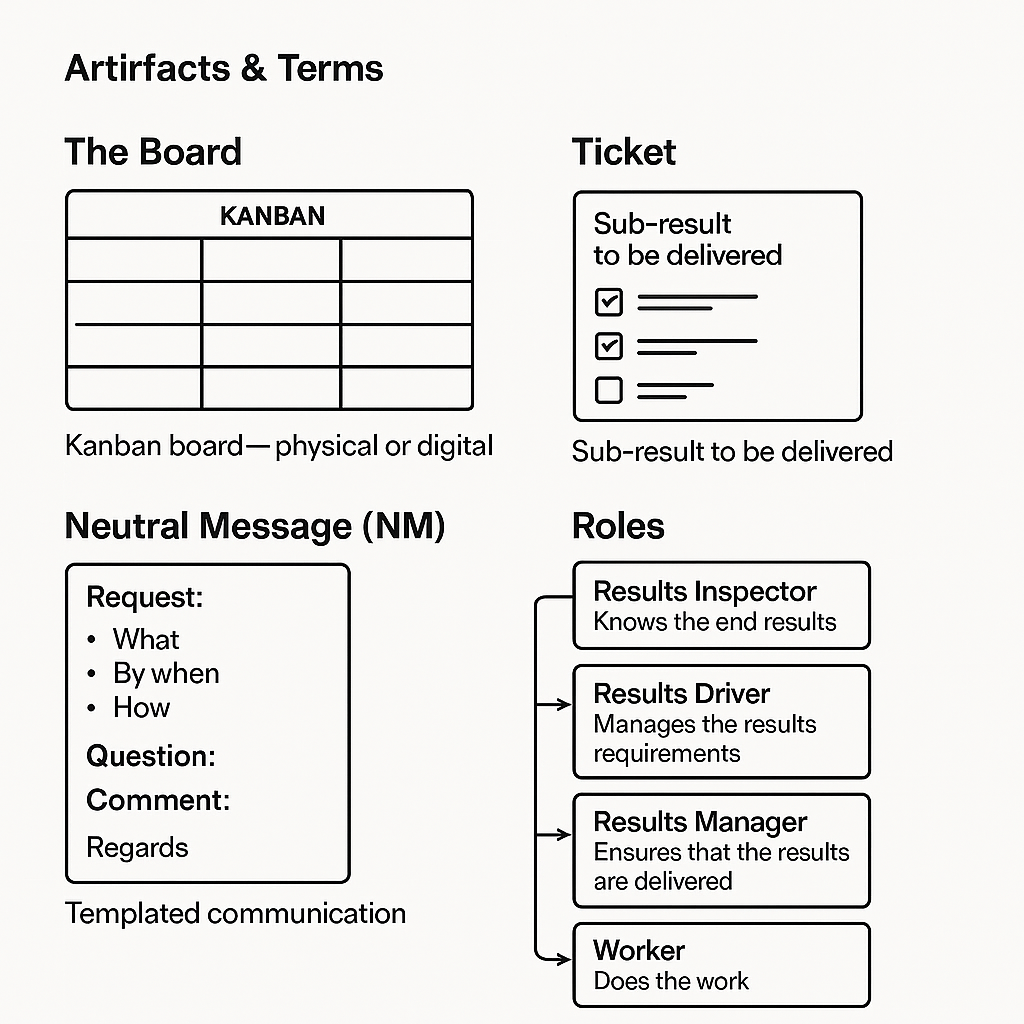 Artirfacts & Terms
The Board
KANBAN
Kanban board—physical or digital
Ticket
Sub-result
to be delivered
Sub-result to be delivered
Neutral Message (NM)
Request:
• What
• By when
• How
Question:
Comment:
Regards
Templated communication
Roles
Results Inspector
Knows the end results
Results Driver
Manages the results
requirements
Results Manager
Ensures that the results
are delivered
Worker
Does the work